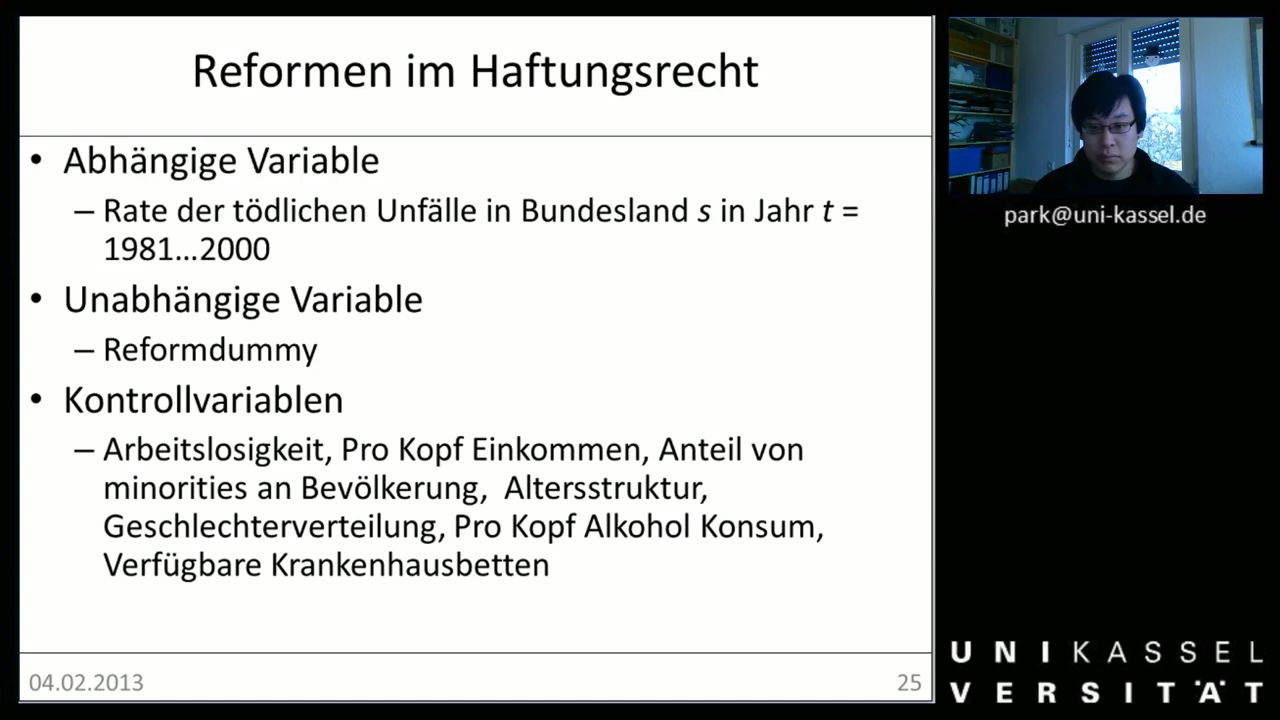 Reformen im Haftungsrecht
• Abhängige Variable
– Rate der tödlichen Unfälle in Bundesland s in Jahr t =
1981…2000
• Unabhängige Variable
– Reformdummy
• Kontrollvariablen
– Arbeitslosigkeit, Pro Kopf Einkommen, Anteil von
minorities an Bevölkerung, Altersstruktur,
Geschlechterverteilung, Pro Kopf Alkohol Konsum,
Verfügbare Krankenhausbetten
04.02.2013
25
park@uni-kassel.de
UNIKASSEL
VERSITÄT